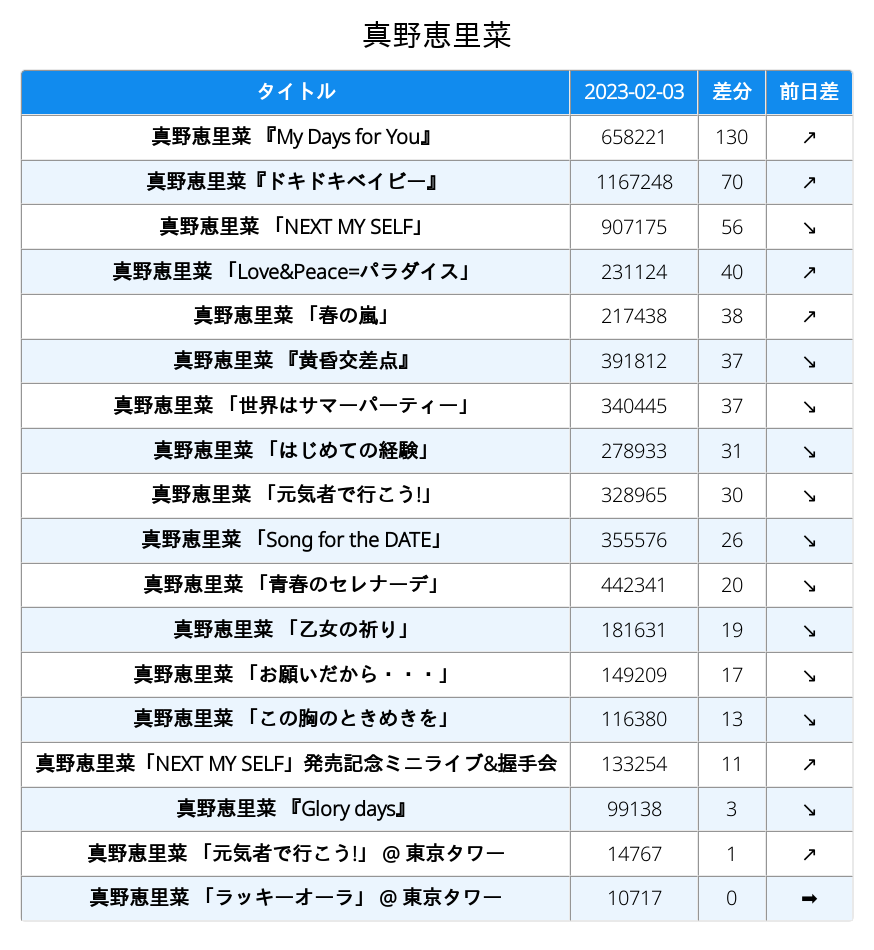 真野恵里菜
タイトル 2023-02-03 差分 前日差
真野恵里菜 『My Days for You』 658221 130 ↗
真野恵里菜『ドキドキベイビー』 1167248 70 ↗
真野恵里菜 「NEXT MY SELF」 907175 56 ↘
真野恵里菜 「Love&Peace=パラダイス」 231124 40 ↗
真野恵里菜 「春の嵐」 217438 38 ↗
真野恵里菜 『黄昏交差点』 391812 37 ↘
真野恵里菜 「世界はサマーパーティー」 340445 37 ↘
真野恵里菜 「はじめての経験」 278933 31 ↘
真野恵里菜 「元気者で行こう!」 328965 30 ↘
真野恵里菜 「Song for the DATE」 355576 26 ↘
真野恵里菜 「青春のセレナーデ」 442341 20 ↘
真野恵里菜 「乙女の祈り」 181631 19 ↘
真野恵里菜 「お願いだから・・・」 149209 17 ↘
真野恵里菜 「この胸のときめきを」 116380 13 ↘
真野恵里菜「NEXT MY SELF」発売記念ミニライブ&握手会 133254 11 ↗
真野恵里菜 『Glory days』 99138 3 ↘
真野恵里菜 「元気者で行こう!」 @ 東京タワー 14767 1 ↗
真野恵里菜 「ラッキーオーラ」 @ 東京タワー 10717 0 ➡